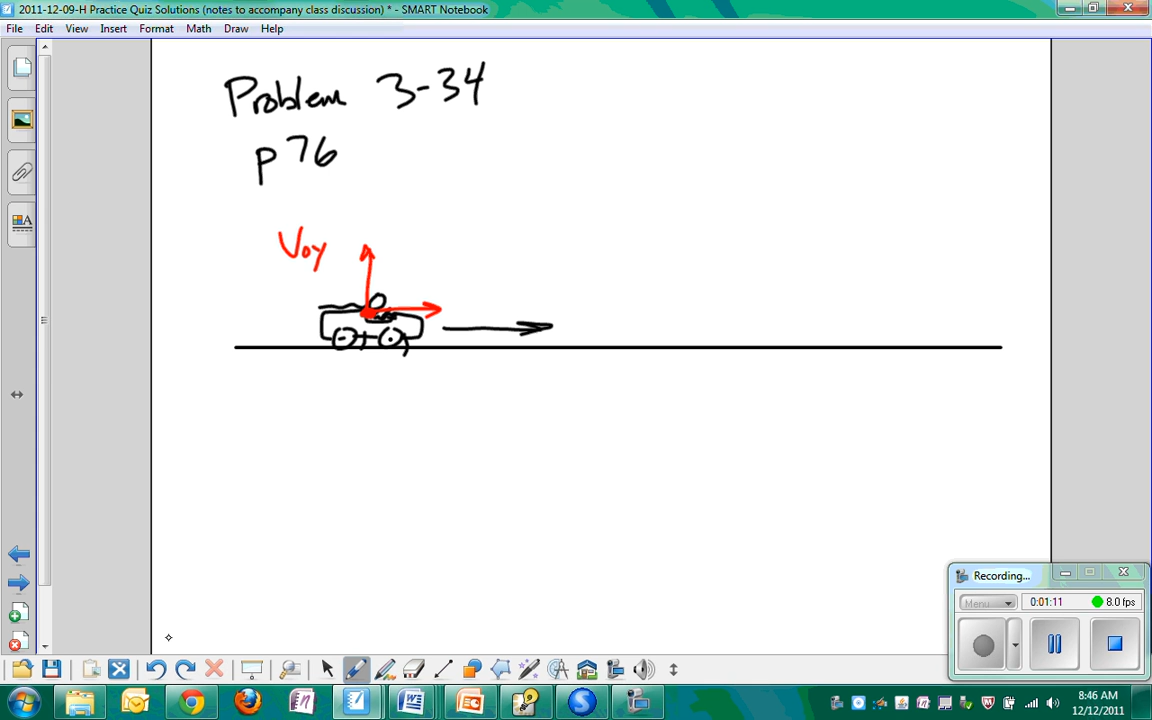 2011-12-09-H Practice Quiz Solutions (notes to accompany class discussion) * - SMART Notebook
File Edit View Insert Format Math Draw Help
Problem 3-34
p 76
Voy
Recording...
Menu 0:01:11 8.0 fps
8:46 AM
12/12/2011